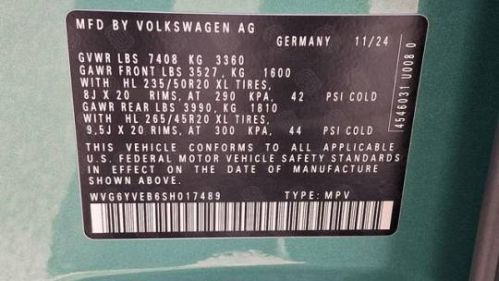 MFD BY VOLKSWAGEN AG
GERMANY 11/24
GVWR LBS 7408 KG 3360
GAWR FRONT LBS 3527, KG 1600
WITH HL 235/50R20 XL TIRES,
8J X 20 RIMS, AT 290 KPA, 42 PSI COLD
GAWR REAR LBS 3990, KG 1810
WITH HL 265/45R20 XL TIRES,
9,5J X 20 RIMS, AT 300 KPA, 44 PSI COLD
THIS VEHICLE CONFORMS TO ALL APPLICABLE
U.S. FEDERAL MOTOR VEHICLE SAFETY STANDARDS
IN EFFECT ON THE DATE OF MANUFACTURE
SHOWN ABOVE.
WVG6YVEB6SH017489 TYPE: MPV
4546031 U008 0